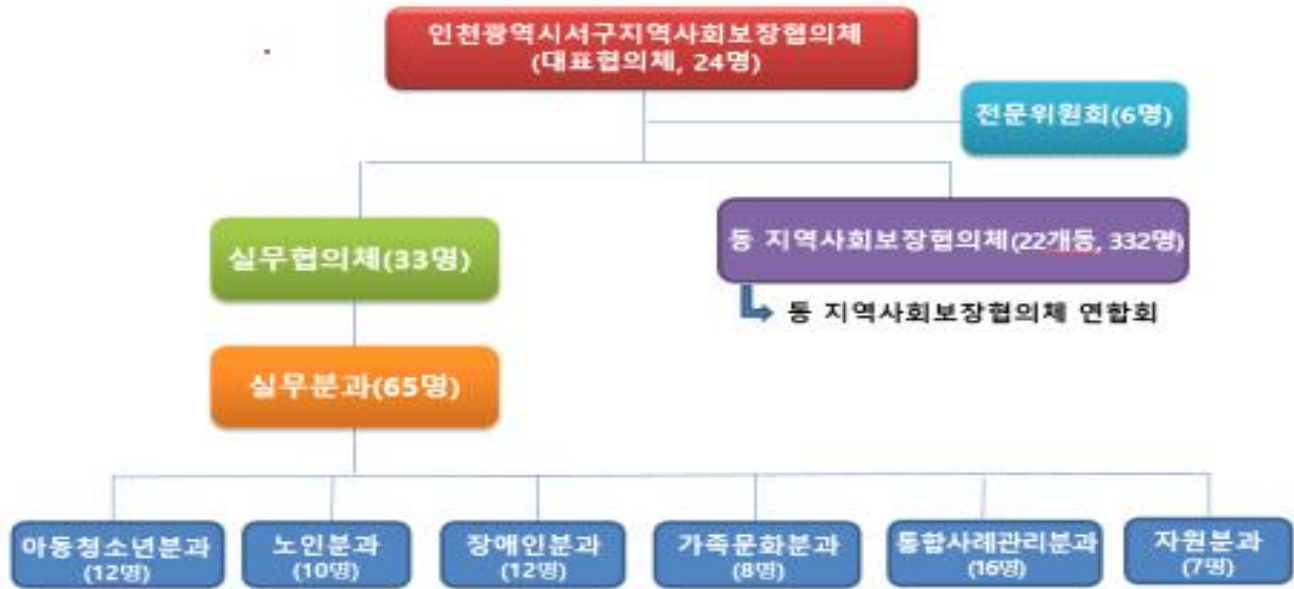 인천광역시서구지역사회보장협의체
(대표협의체, 24명)
전문위원회(6명)
실무협의체(33명)
동 지역사회보장협의체(22개동, 332명)
동 지역사회보장협의체 연합회
실무분과(65명)
아동청소년분과
(12명)
노인분과
(10명)
장애인분과
(12명)
가족문화분과
(8명)
통합사례관리분과
(16명)
자원분과
(7명)